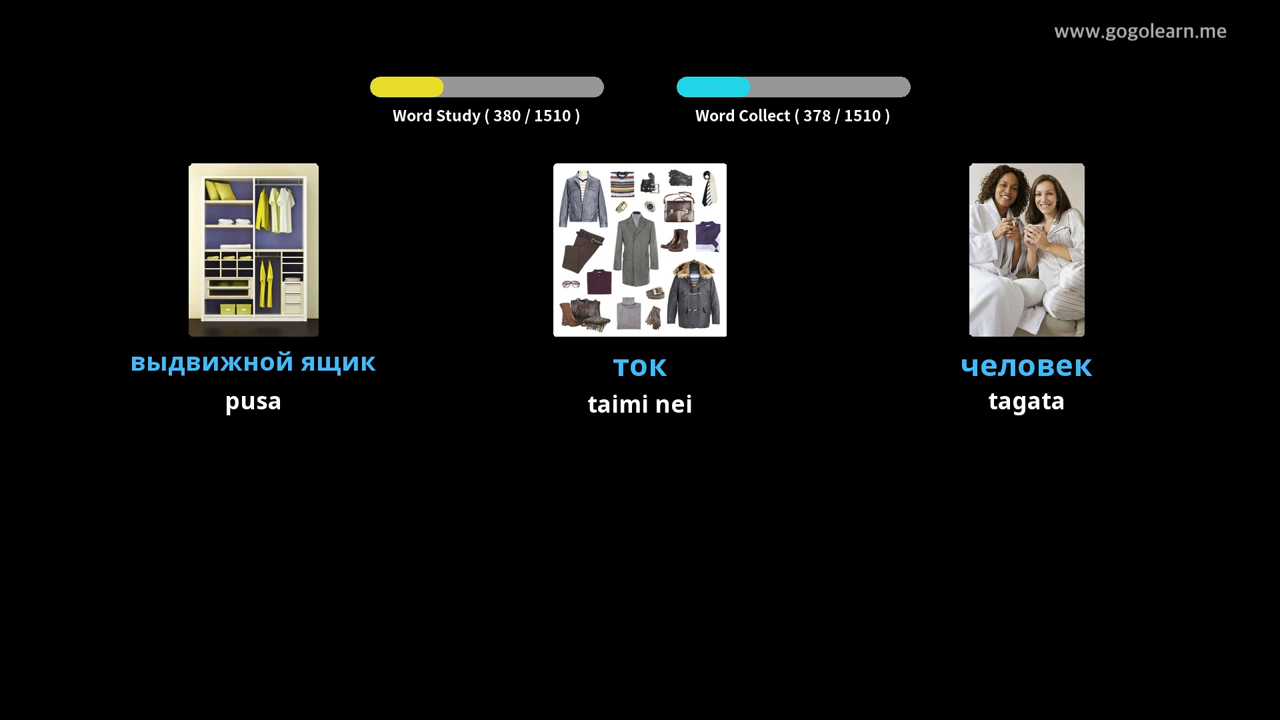 www.gogolearn.me
Word Study ( 380 / 1510 )
Word Collect ( 378 / 1510 )
выдвижной ящик
pusa
ток
taimi nei
человек
tagata